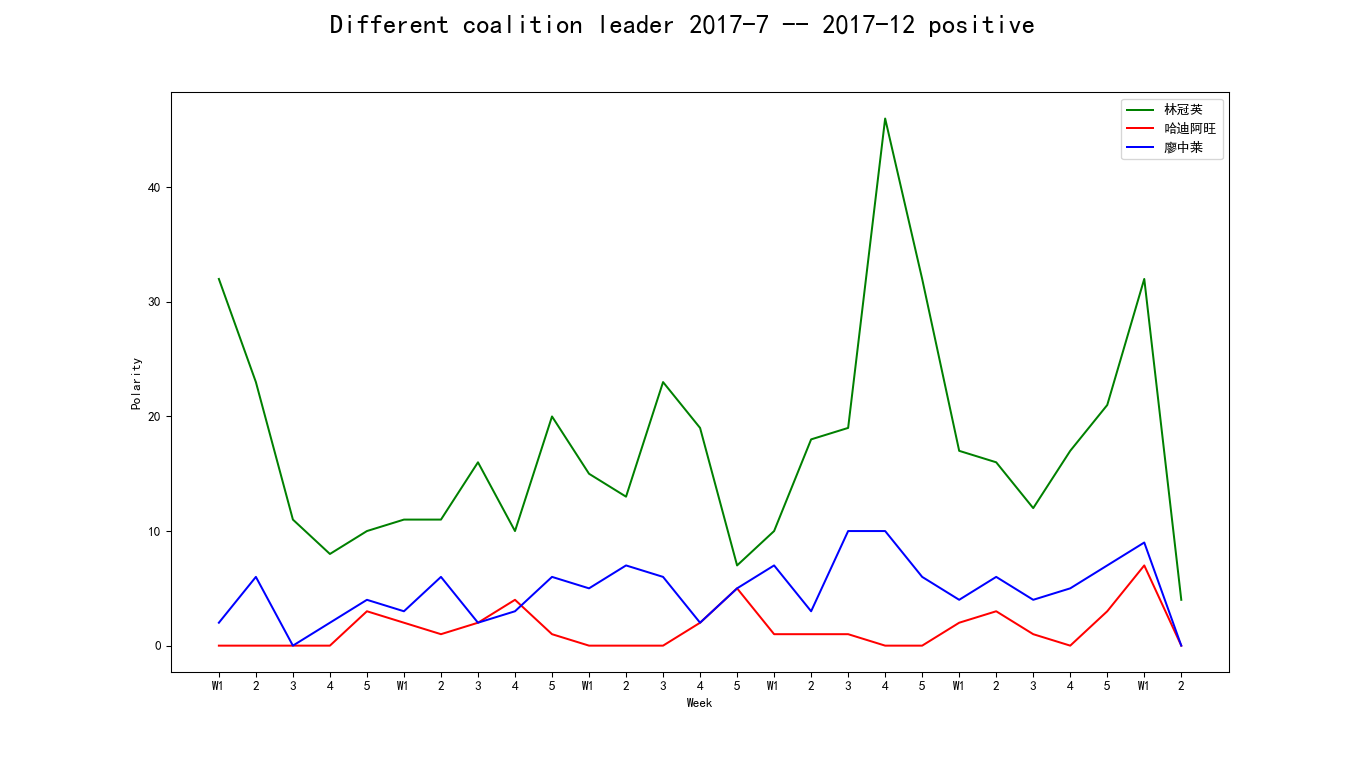 Different coalition leader 2017-7 -- 2017-12 positive
林冠英
哈迪阿旺
廖中莱
40
30
20
10
0
Polarity
W1 2 3 4 5 W1 2 3 4 5 W1 2 3 4 5 W1 2 3 4 5 W1 2 3 4 5 W1 2
Week